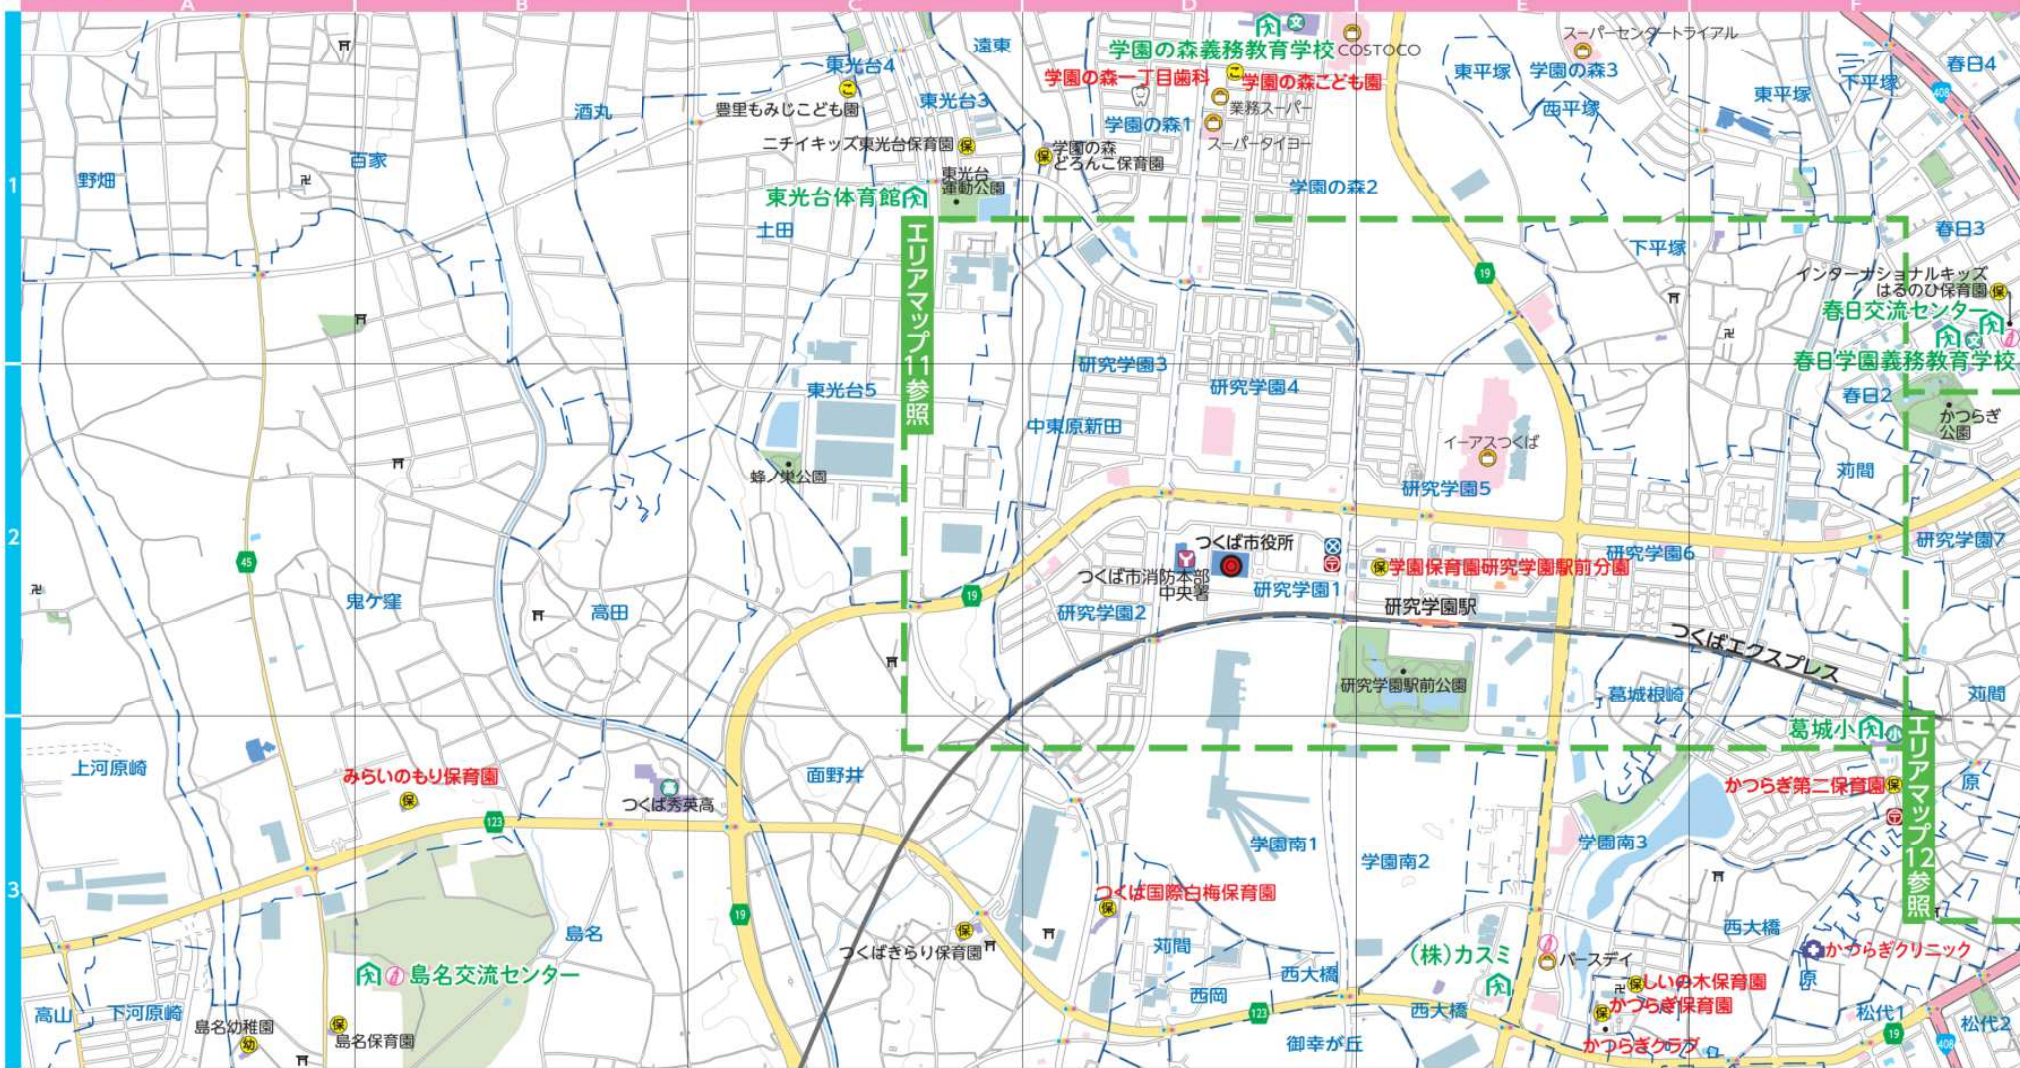 A
B
C
D
E
F
1
2
3
遠東
東光台4
豊里もみじこども園
東光台3
酒丸
ニチイキッズ東光台保育園
百家
野畑
東光台
運動公園
東光台体育館
土田
学園の森義務教育学校
COSTOCO
学園の森一丁目歯科
学園の森こども園
業務スーパー
学園の森1
スーパータイヨー
学園の森
どろんこ保育園
学園の森2
スーパーセンタートライアル
東平塚
学園の森3
西平塚
東平塚
下平塚
春日4
408
春日3
下平塚
19
インターナショナルキッズ
はるのひ保育園
春日交流センター
春日学園義務教育学校
春日2
かつらぎ
公園
エリアマップ11参照
研究学園3
研究学園4
東光台5
中東原新田
イーアスつくば
苅間
蜂ノ巣公園
研究学園5
つくば市役所
つくば市消防本部
中央署
研究学園1
学園保育園研究学園駅前分園
研究学園6
研究学園7
45
鬼ケ窪
高田
19
研究学園2
研究学園駅
つくばエクスプレス
研究学園駅前公園
葛城根崎
苅間
葛城小
エリアマップ12参照
上河原崎
みらいのもり保育園
123
つくば秀英高
面野井
かつらぎ第二保育園
原
学園南1
学園南2
学園南3
つくば国際白梅保育園
19
島名
つくばきらり保育園
苅間
西大橋
(株)カスミ
バースデイ
西大橋
かつらぎクリニック
原
島名交流センター
しいの木保育園
かつらぎ保育園
西岡
123
西大橋
高山
下河原崎
島名幼稚園
島名保育園
御幸が丘
かつらぎクラブ
松代1
19
松代2
408